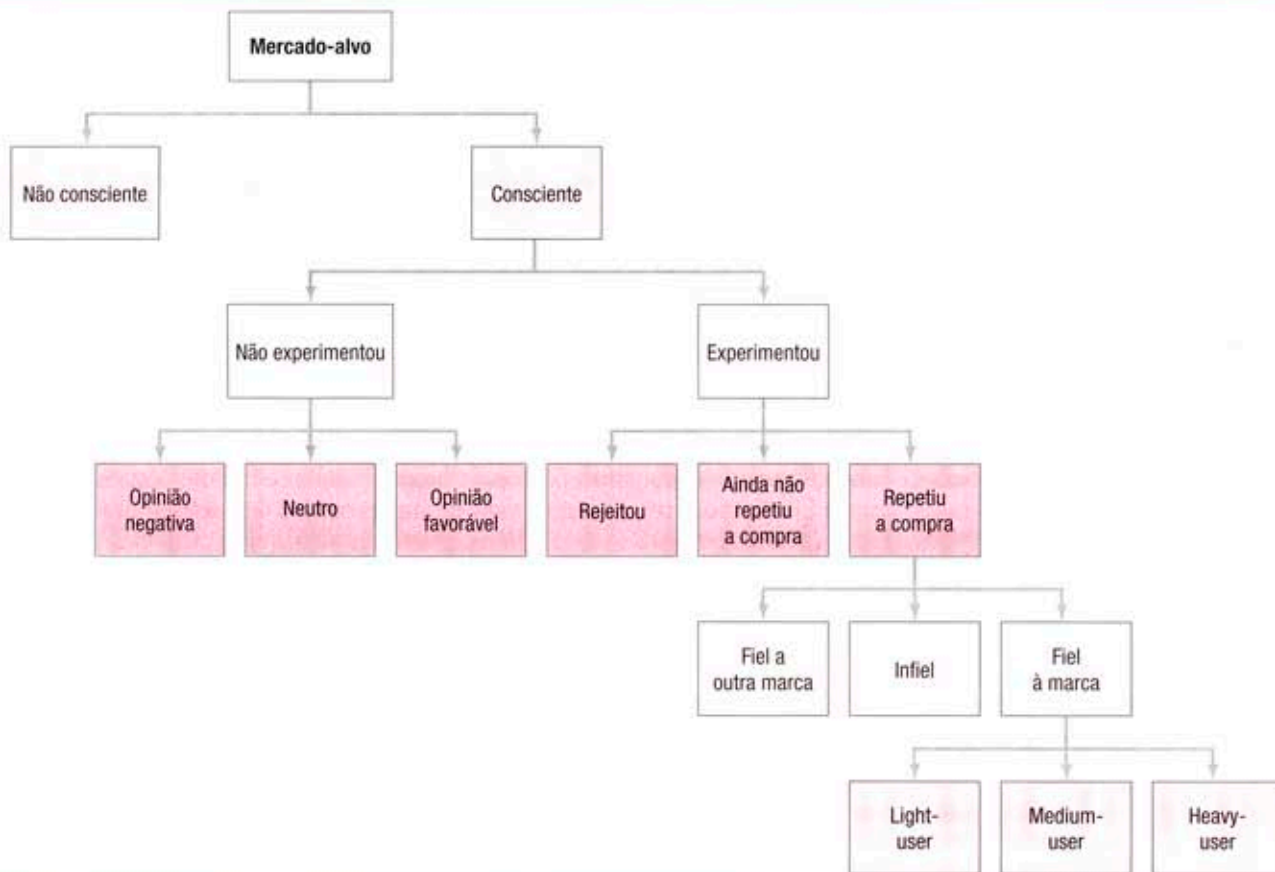 Mercado-alvo
Não consciente
Consciente
Não experimentou
Experimentou
Opinião
negativa
Neutro
Opinião
favorável
Rejeitou
Ainda não
repetiu
a compra
Repetiu
a compra
Fiel a
outra marca
Infiel
Fiel
à marca
Light-
user
Medium-
user
Heavy-
user